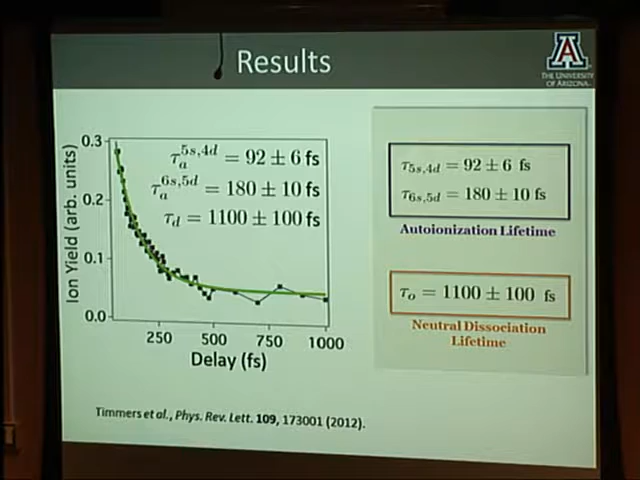 Results
A
THE UNIVERSITY
OF ARIZONA.
Ion Yield (arb. units)
0.3
0.2
0.1
0.0
250
500
750
1000
Delay (fs)
τₐ^{5s,4d} = 92 ± 6 fs
τₐ^{6s,5d} = 180 ± 10 fs
τ_d = 1100 ± 100 fs
τ_{5s,4d} = 92 ± 6 fs
τ_{6s,5d} = 180 ± 10 fs
Autoionization Lifetime
τ_o = 1100 ± 100 fs
Neutral Dissociation
Lifetime
Timmers et al., Phys. Rev. Lett. 109, 173001 (2012).